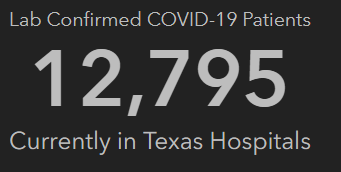 Lab Confirmed COVID-19 Patients
12,795
Currently in Texas Hospitals